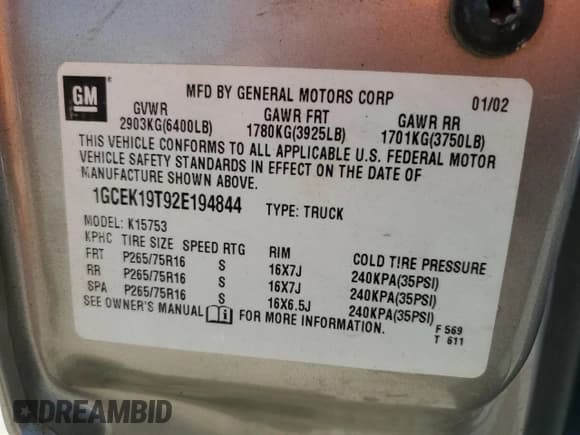 GM
MFD BY GENERAL MOTORS CORP 01/02
GVWR GAWR FRT GAWR RR
2903KG(6400LB) 1780KG(3925LB) 1701KG(3750LB)
THIS VEHICLE CONFORMS TO ALL APPLICABLE U.S. FEDERAL MOTOR
VEHICLE SAFETY STANDARDS IN EFFECT ON THE DATE OF
MANUFACTURE SHOWN ABOVE.
1GCEK19T92E194844 TYPE: TRUCK
MODEL: K15753
KPHC TIRE SIZE SPEED RTG RIM COLD TIRE PRESSURE
FRT P265/75R16 S 16X7J 240KPA(35PSI)
RR P265/75R16 S 16X7J 240KPA(35PSI)
SPA P265/75R16 S 16X6.5J 240KPA(35PSI)
SEE OWNER'S MANUAL FOR MORE INFORMATION.
F 569
T 611
DREAMBID